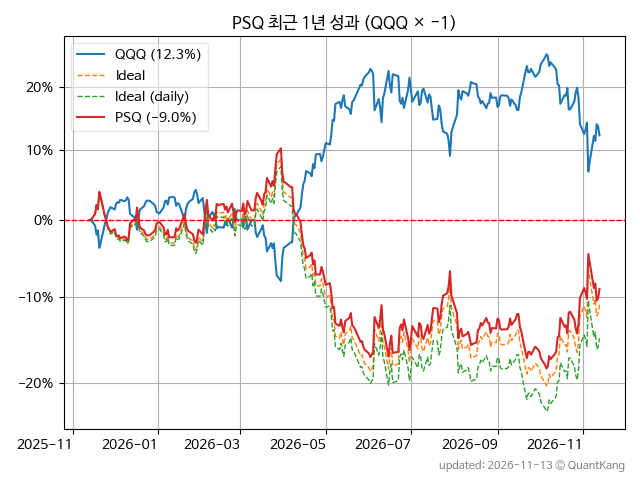 PSQ 최근 1년 성과 (QQQ × −1)
QQQ (12.3%)
Ideal
Ideal (daily)
PSQ (−9.0%)
20%
10%
0%
−10%
−20%
2025−11
2026−01
2026−03
2026−05
2026−07
2026−09
2026−11
updated: 2026−11−13 ⓒ QuantKang